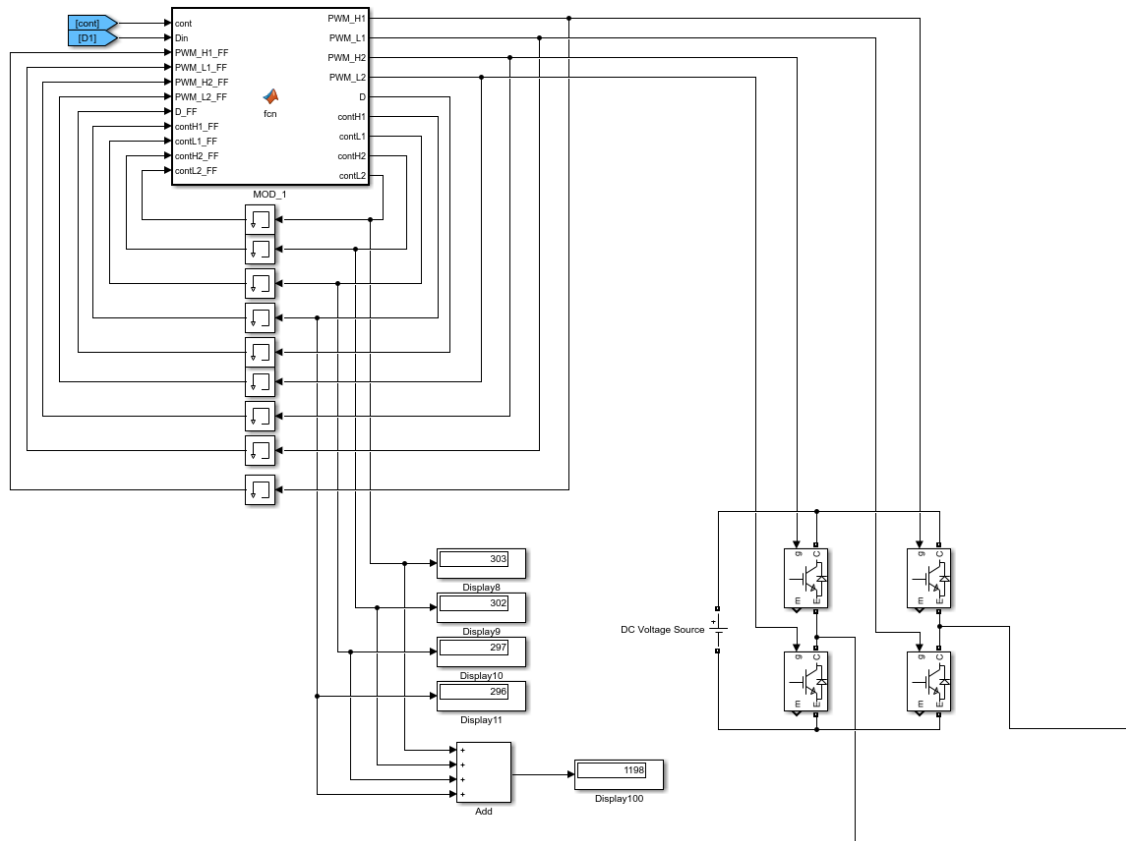 [cont]
[D1]
cont
Din
PWM_H1_FF
PWM_L1_FF
PWM_H2_FF
PWM_L2_FF
D_FF
contH1_FF
contL1_FF
contH2_FF
contL2_FF
fcn
PWM_H1
PWM_L1
PWM_H2
PWM_L2
D
contH1
contL1
contH2
contL2
MOD_1
303
Display8
302
Display9
297
Display10
296
Display11
+
+
+
+
Add
1198
Display100
DC Voltage Source
+
g
C
m
E
g
C
m
E
g
C
m
E
g
C
m
E